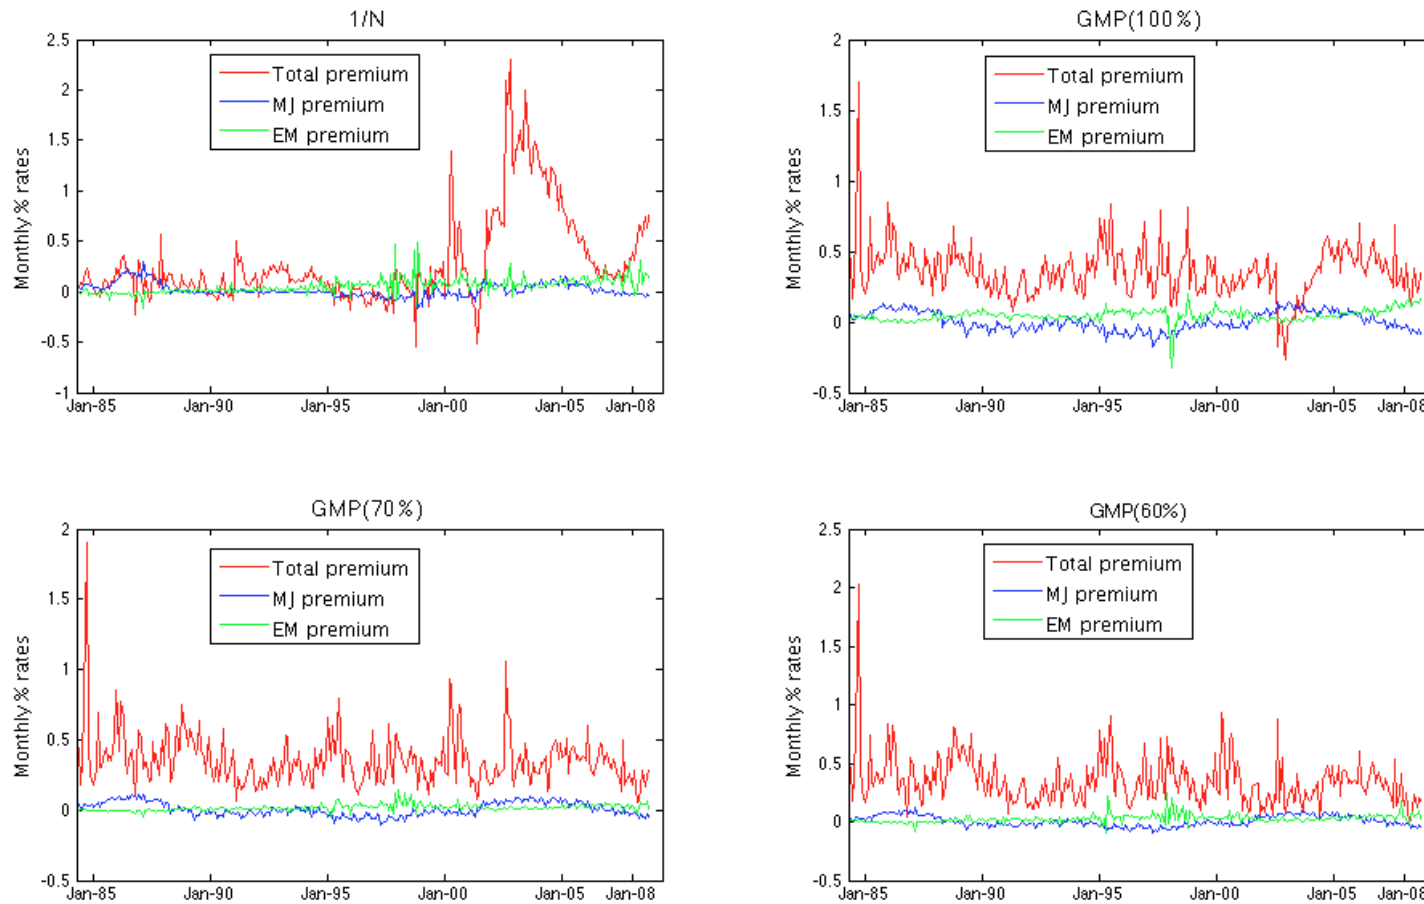 1/N
2.5
2
1.5
1
0.5
0
-0.5
-1
Monthly % rates
Total premium
MJ premium
EM premium
Jan-85 Jan-90 Jan-95 Jan-00 Jan-05 Jan-08
GMP(100%)
2
1.5
1
0.5
0
-0.5
Monthly % rates
Total premium
MJ premium
EM premium
Jan-85 Jan-90 Jan-95 Jan-00 Jan-05 Jan-08
GMP(70%)
2
1.5
1
0.5
0
-0.5
Monthly % rates
Total premium
MJ premium
EM premium
Jan-85 Jan-90 Jan-95 Jan-00 Jan-05 Jan-08
GMP(60%)
2.5
2
1.5
1
0.5
0
-0.5
Monthly % rates
Total premium
MJ premium
EM premium
Jan-85 Jan-90 Jan-95 Jan-00 Jan-05 Jan-08